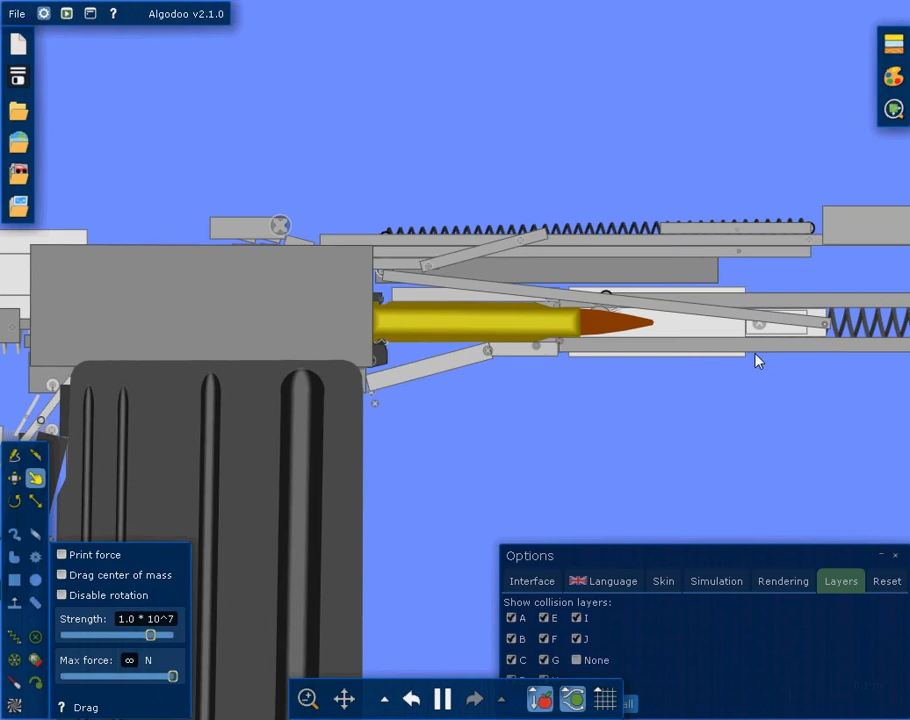 File ? Algodoo v2.1.0
Print force
Drag center of mass
Disable rotation
Strength: 1.0 * 10^7
Max force: ∞ N
? Drag
Options
Interface Language Skin Simulation Rendering Layers Reset
Show collision layers:
A E I
B F J
C G None